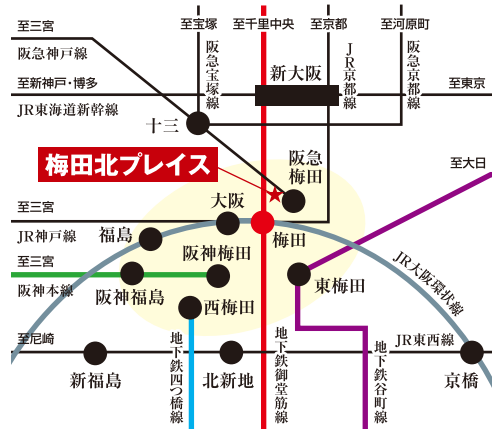 至三宮
至宝塚
至千里中央
至京都
至河原町
阪急神戸線
阪急宝塚線
JR京都線
阪急京都線
新大阪
至新神戸・博多
至東京
JR東海道新幹線
十三
梅田北プレイス
阪急
梅田
至大日
大阪
至三宮
JR神戸線
福島
梅田
阪神梅田
至三宮
阪神本線
阪神福島
東梅田
JR大阪環状線
西梅田
至尼崎
地下鉄四つ橋線
地下鉄御堂筋線
地下鉄谷町線
JR東西線
新福島
北新地
京橋